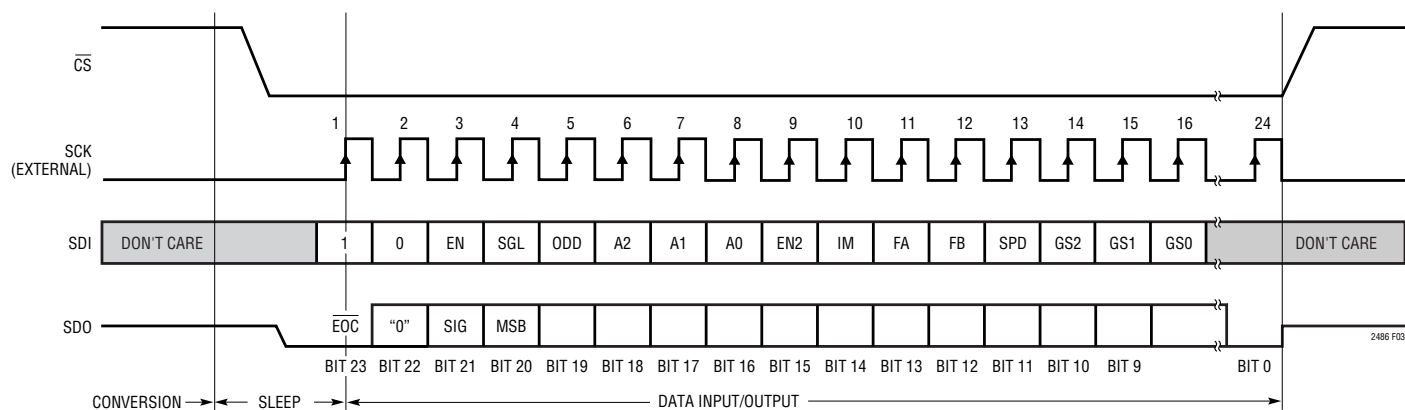 CS
1 2 3 4 5 6 7 8 9 10 11 12 13 14 15 16 24
SCK
(EXTERNAL)
SDI DON'T CARE 1 0 EN SGL ODD A2 A1 A0 EN2 IM FA FB SPD GS2 GS1 GS0 DON'T CARE
SDO EOC “0” SIG MSB
2486 F03
BIT 23 BIT 22 BIT 21 BIT 20 BIT 19 BIT 18 BIT 17 BIT 16 BIT 15 BIT 14 BIT 13 BIT 12 BIT 11 BIT 10 BIT 9 BIT 0
CONVERSION SLEEP DATA INPUT/OUTPUT